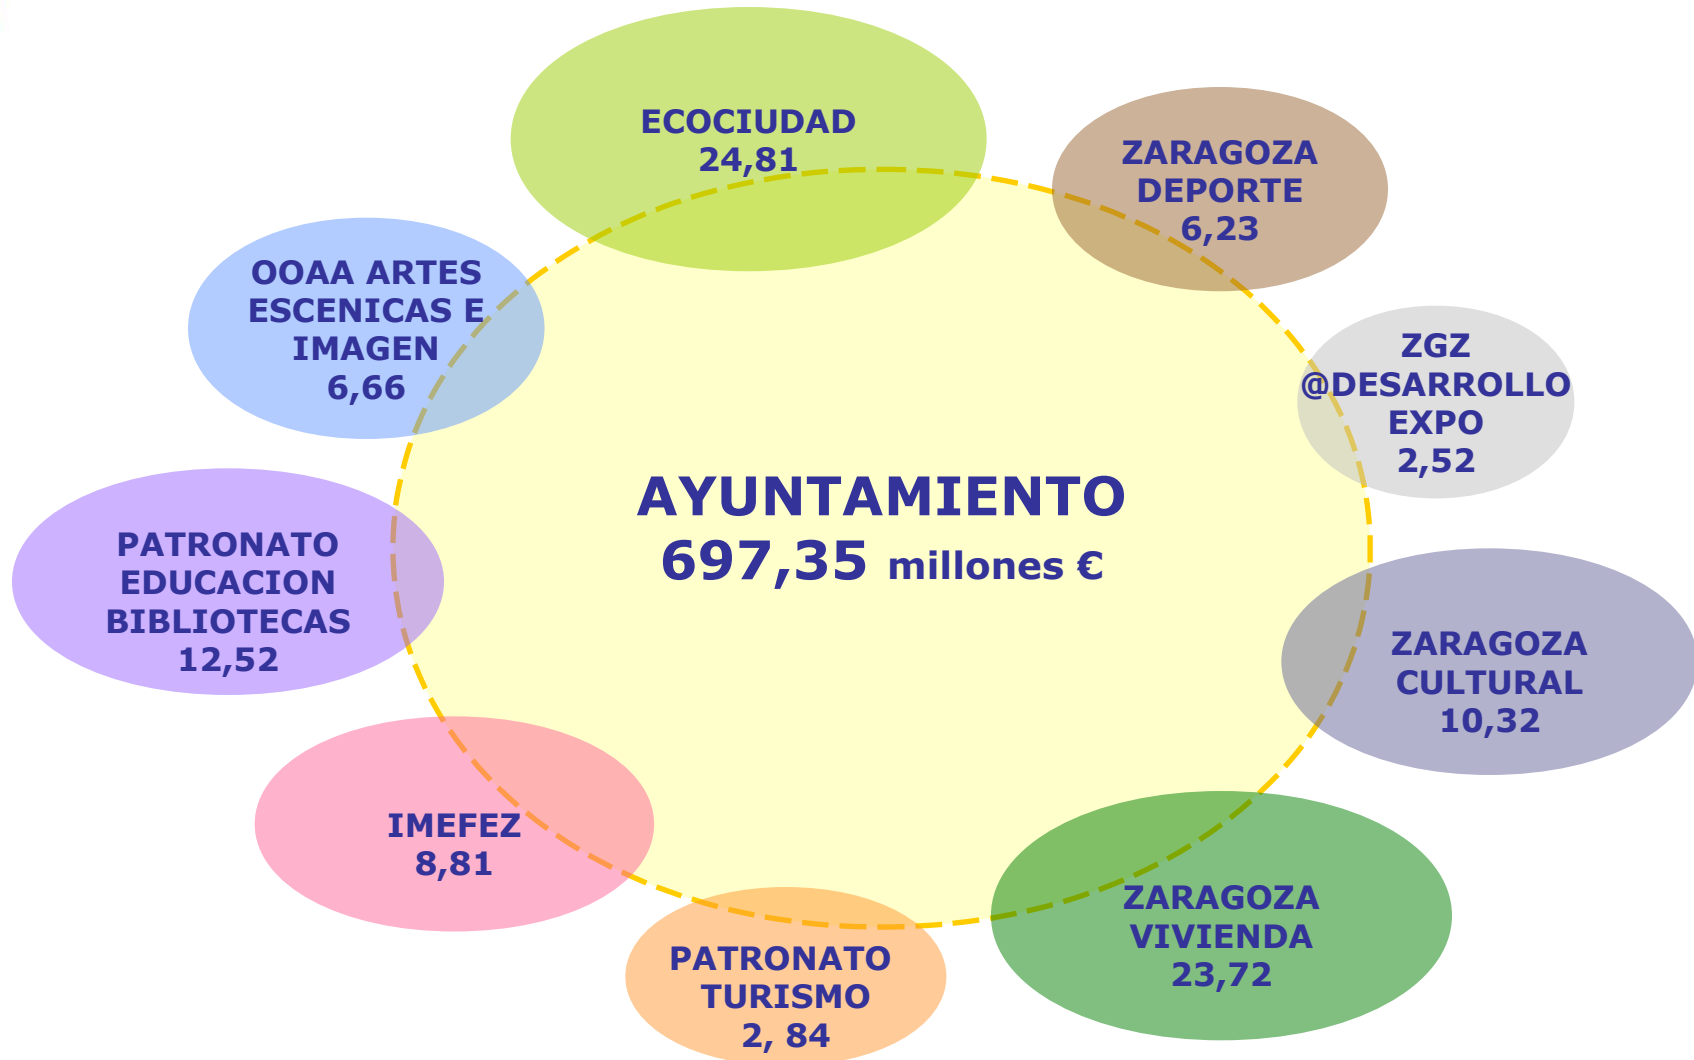 ECOCIUDAD
24,81
ZARAGOZA
DEPORTE
6,23
OOAA ARTES
ESCENICAS E
IMAGEN
6,66
ZGZ
@DESARROLLO
EXPO
2,52
AYUNTAMIENTO
697,35 millones €
PATRONATO
EDUCACION
BIBLIOTECAS
12,52
ZARAGOZA
CULTURAL
10,32
IMEFEZ
8,81
ZARAGOZA
VIVIENDA
23,72
PATRONATO
TURISMO
2, 84